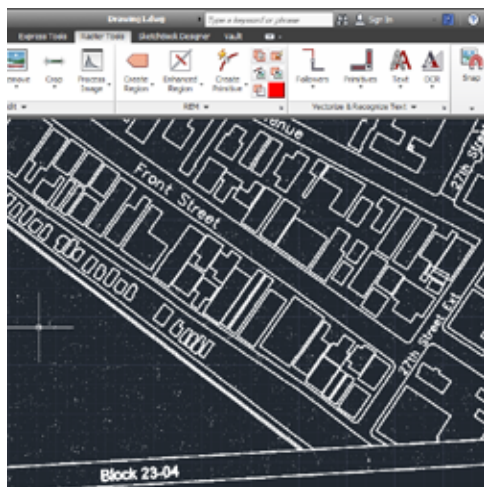 Drawing1.dwg
Type a keyword or phrase
Sign In
Express Tools
Raster Tools
Sketchbook Designer
Vault
Crop
Process Image
Create Region
Enhanced Region
Create Primitive
Followers
Primitives
Text
OCR
Snap
REM
Vectorize & Recognize Text
Front Street
27th Street
27th Street Ext
Block 23-04